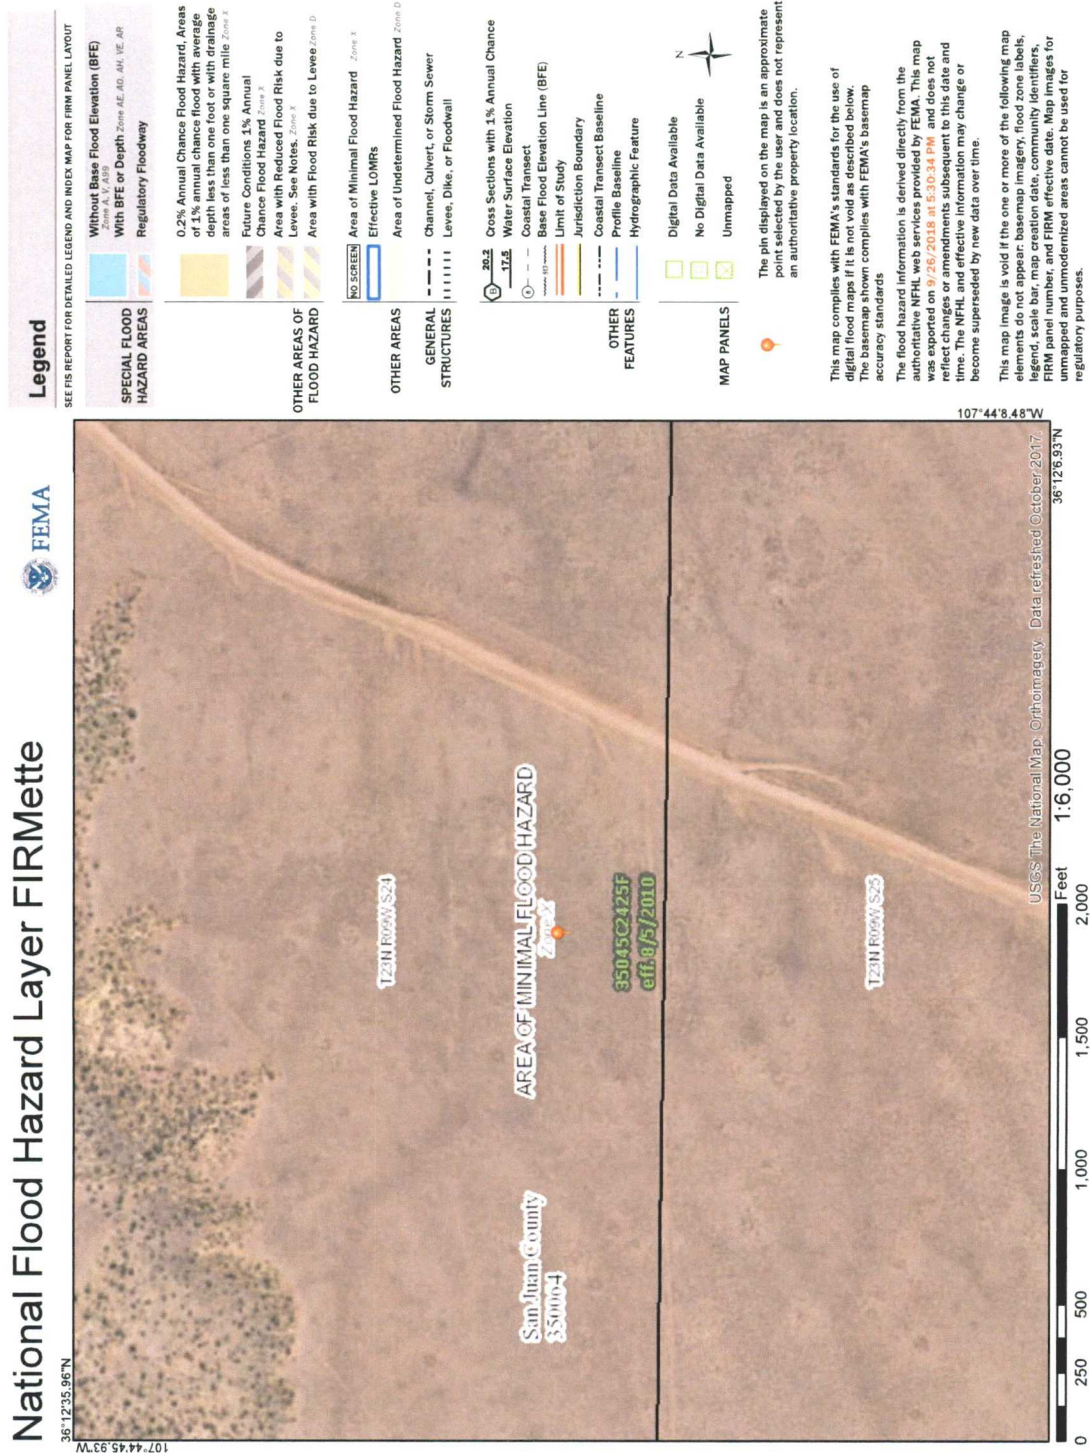 National Flood Hazard Layer FIRMette
FEMA
36°12'35.96"N
107°44'45.93"W
T23N R09W S24
AREA OF MINIMAL FLOOD HAZARD
Zone X
San Juan County
350064
35045C2425F
eff. 8/5/2010
T23N R09W S25
USGS The National Map: Orthoimagery. Data refreshed October 2017.
107°44'8.48"W
36°12'6.93"N
0 250 500 1,000 1,500 2,000
Feet
1:6,000
Legend
SEE FIS REPORT FOR DETAILED LEGEND AND INDEX MAP FOR FIRM PANEL LAYOUT
SPECIAL FLOOD
HAZARD AREAS
Without Base Flood Elevation (BFE)
Zone A, V, A99
With BFE or Depth Zone AE, AO, AH, VE, AR
Regulatory Floodway
OTHER AREAS OF
FLOOD HAZARD
0.2% Annual Chance Flood Hazard, Areas
of 1% annual chance flood with average
depth less than one foot or with drainage
areas of less than one square mile Zone X
Future Conditions 1% Annual
Chance Flood Hazard Zone X
Area with Reduced Flood Risk due to
Levee. See Notes. Zone X
Area with Flood Risk due to Levee Zone D
OTHER AREAS
NO SCREEN Area of Minimal Flood Hazard Zone X
Effective LOMRs
Area of Undetermined Flood Hazard Zone D
GENERAL
STRUCTURES
Channel, Culvert, or Storm Sewer
Levee, Dike, or Floodwall
OTHER
FEATURES
B 20.2 Cross Sections with 1% Annual Chance
17.5 Water Surface Elevation
8 Coastal Transect
513 Base Flood Elevation Line (BFE)
Limit of Study
Jurisdiction Boundary
Coastal Transect Baseline
Profile Baseline
Hydrographic Feature
MAP PANELS
Digital Data Available
No Digital Data Available
Unmapped
N
The pin displayed on the map is an approximate
point selected by the user and does not represent
an authoritative property location.
This map complies with FEMA's standards for the use of
digital flood maps if it is not void as described below.
The basemap shown complies with FEMA's basemap
accuracy standards
The flood hazard information is derived directly from the
authoritative NFHL web services provided by FEMA. This map
was exported on 9/26/2018 at 5:30:34 PM and does not
reflect changes or amendments subsequent to this date and
time. The NFHL and effective information may change or
become superseded by new data over time.
This map image is void if the one or more of the following map
elements do not appear: basemap imagery, flood zone labels,
legend, scale bar, map creation date, community identifiers,
FIRM panel number, and FIRM effective date. Map images for
unmapped and unmodernized areas cannot be used for
regulatory purposes.